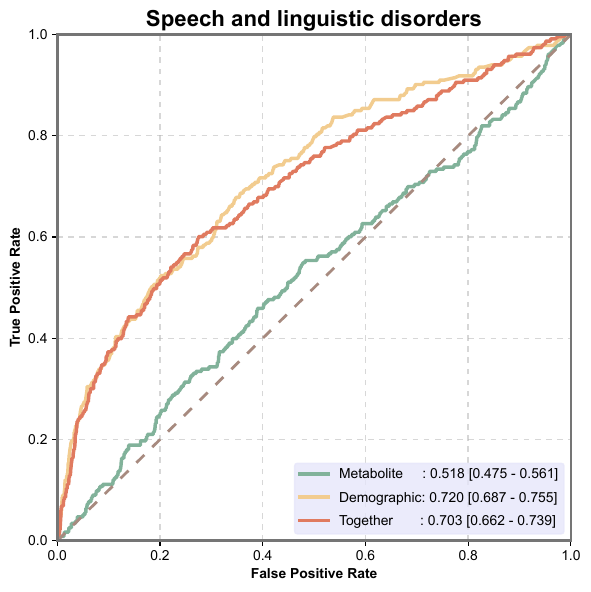 Speech and linguistic disorders
True Positive Rate
1.0
0.8
0.6
0.4
0.2
0.0
Metabolite : 0.518 [0.475 - 0.561]
Demographic: 0.720 [0.687 - 0.755]
Together : 0.703 [0.662 - 0.739]
0.0 0.2 0.4 0.6 0.8 1.0
False Positive Rate